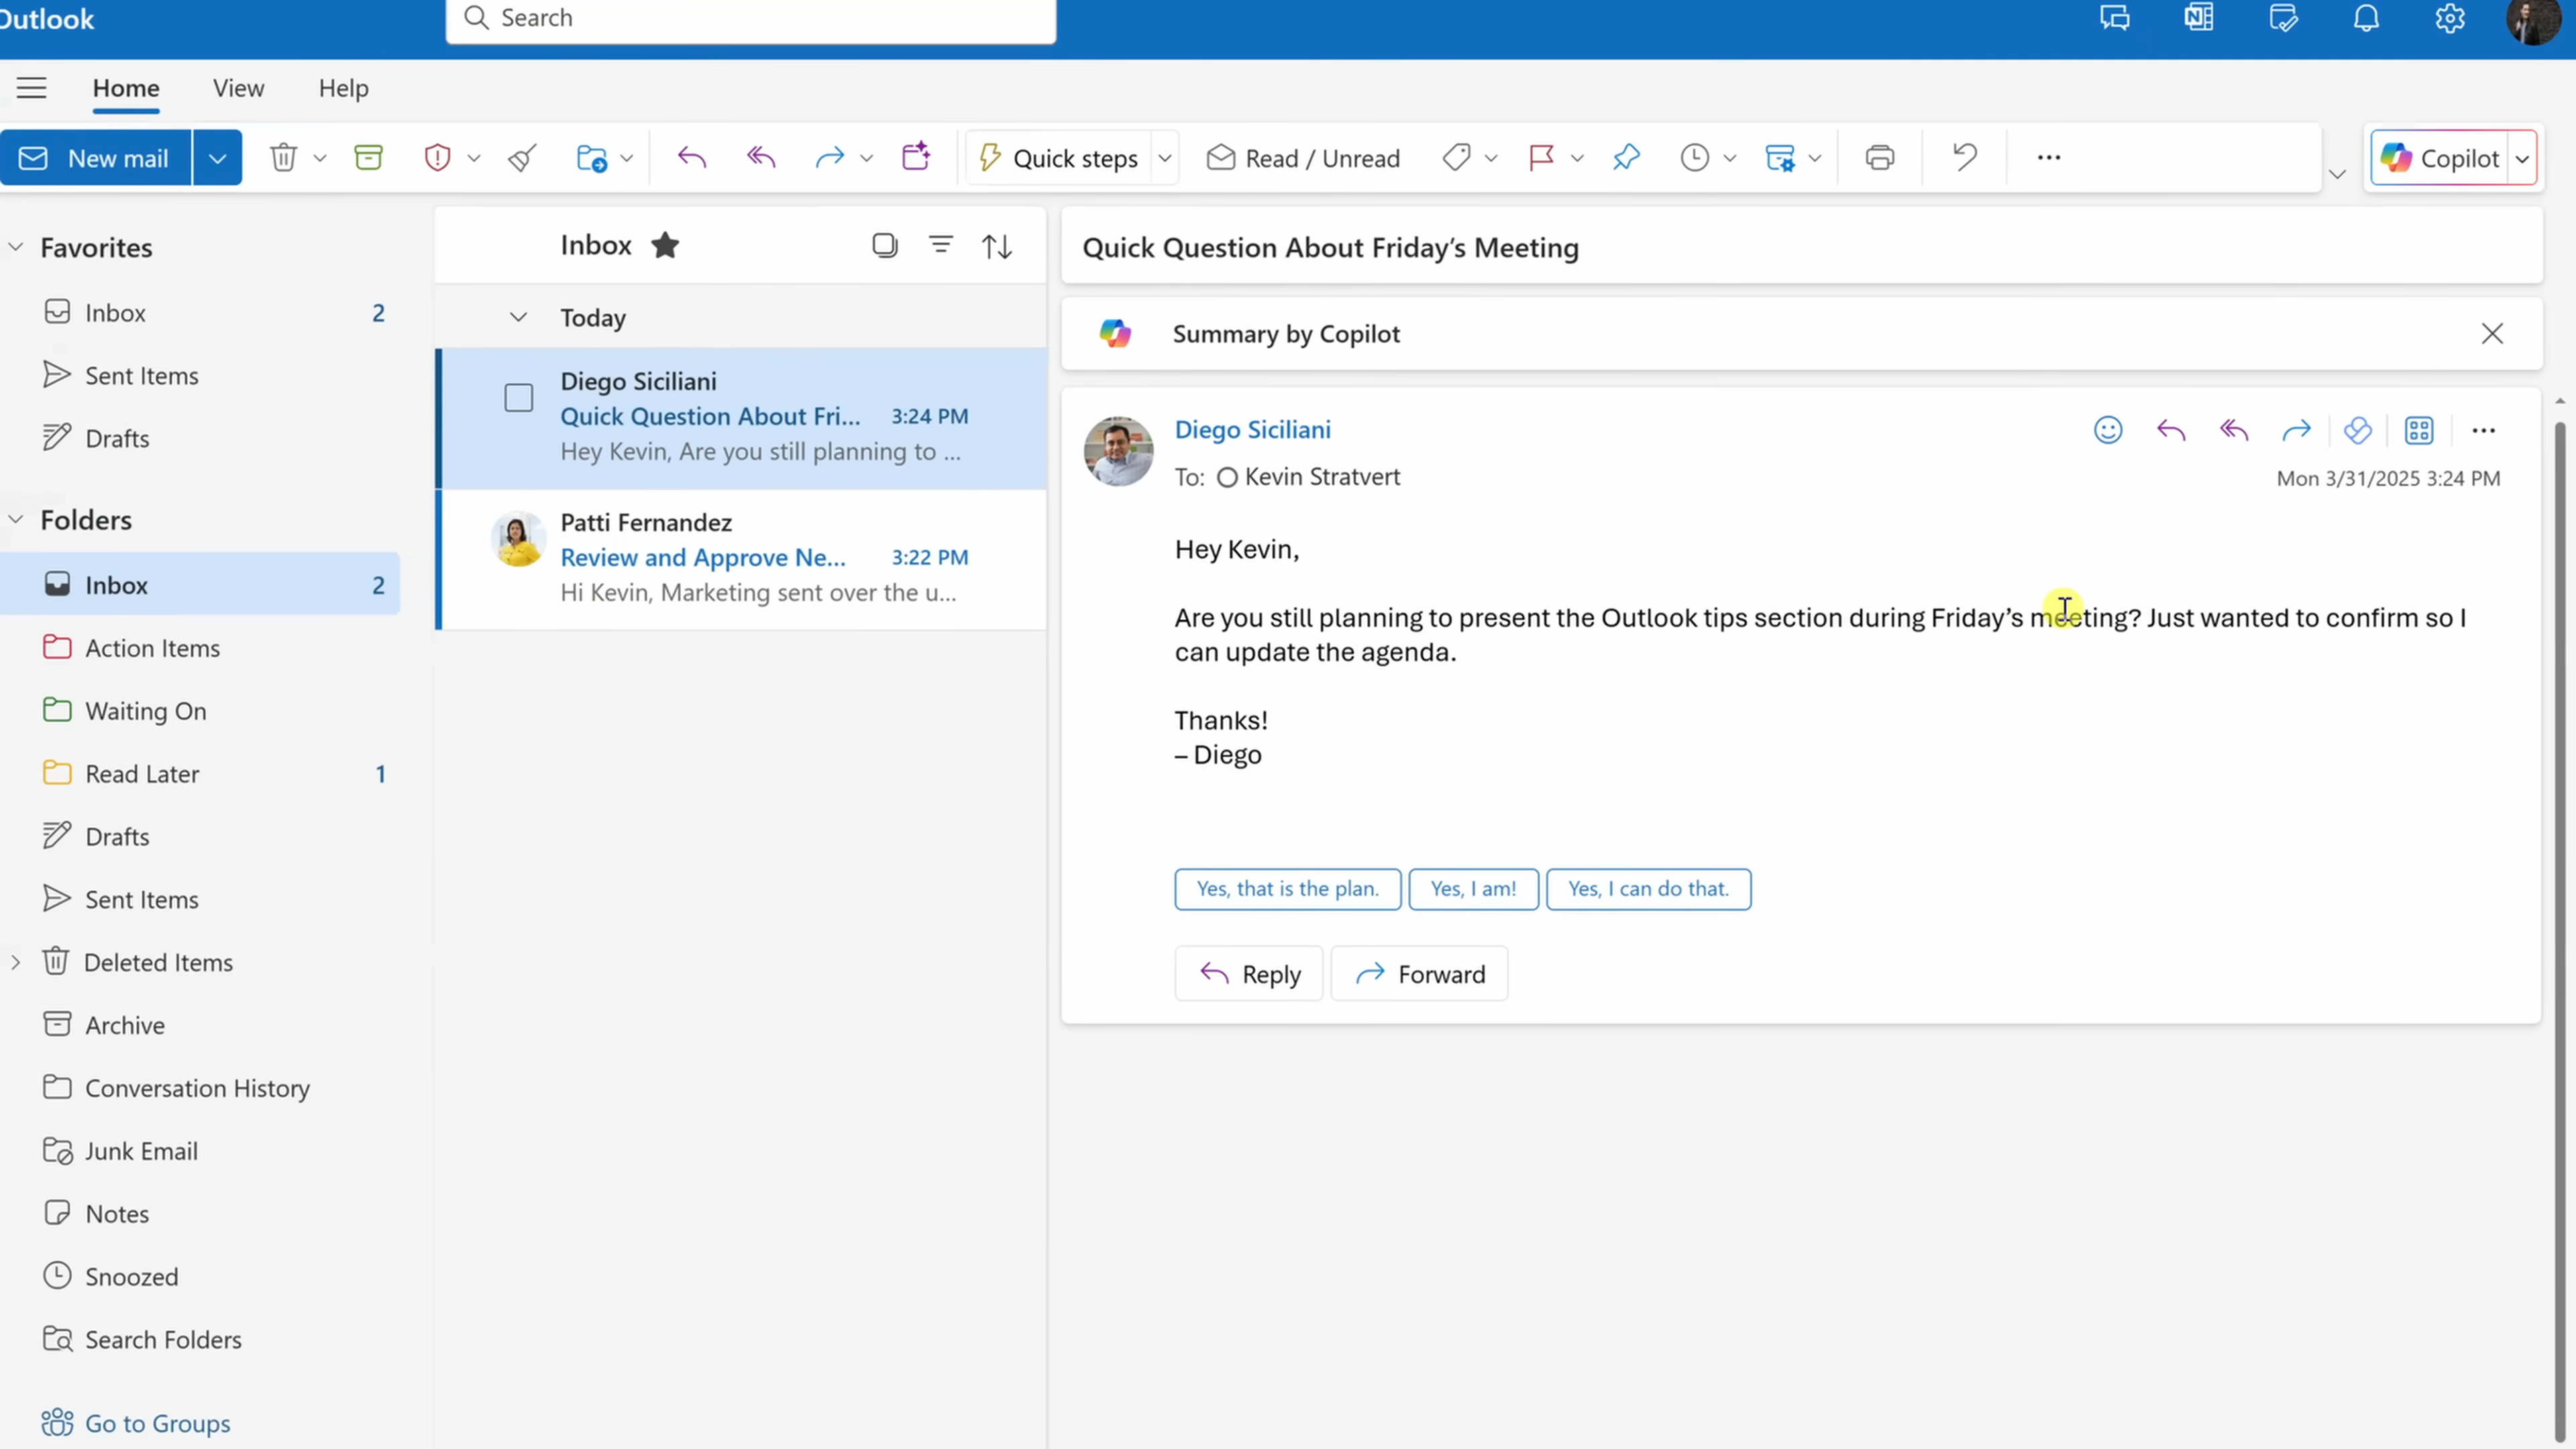 Outlook
Search
Home View Help
New mail Quick steps Read / Unread Copilot
Favorites
Inbox 2
Sent Items
Drafts
Folders
Inbox 2
Action Items
Waiting On
Read Later 1
Drafts
Sent Items
Deleted Items
Archive
Conversation History
Junk Email
Notes
Snoozed
Search Folders
Go to Groups
Inbox
Today
Diego Siciliani
Quick Question About Fri... 3:24 PM
Hey Kevin, Are you still planning to ...
Patti Fernandez
Review and Approve Ne... 3:22 PM
Hi Kevin, Marketing sent over the u...
Quick Question About Friday’s Meeting
Summary by Copilot
Diego Siciliani
To: Kevin Stratvert
Mon 3/31/2025 3:24 PM
Hey Kevin,
Are you still planning to present the Outlook tips section during Friday’s meeting? Just wanted to confirm so I
can update the agenda.
Thanks!
– Diego
Yes, that is the plan. Yes, I am! Yes, I can do that.
Reply Forward